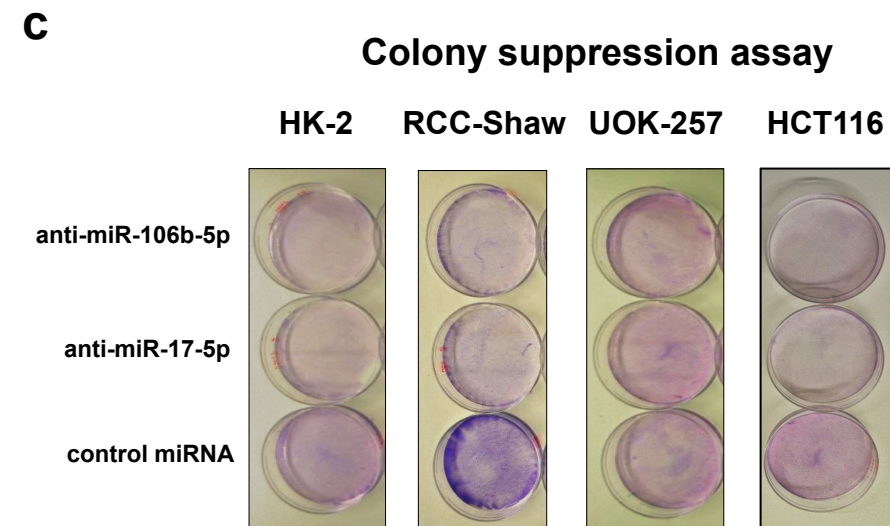 c
Colony suppression assay
HK-2 RCC-Shaw UOK-257 HCT116
anti-miR-106b-5p
anti-miR-17-5p
control miRNA